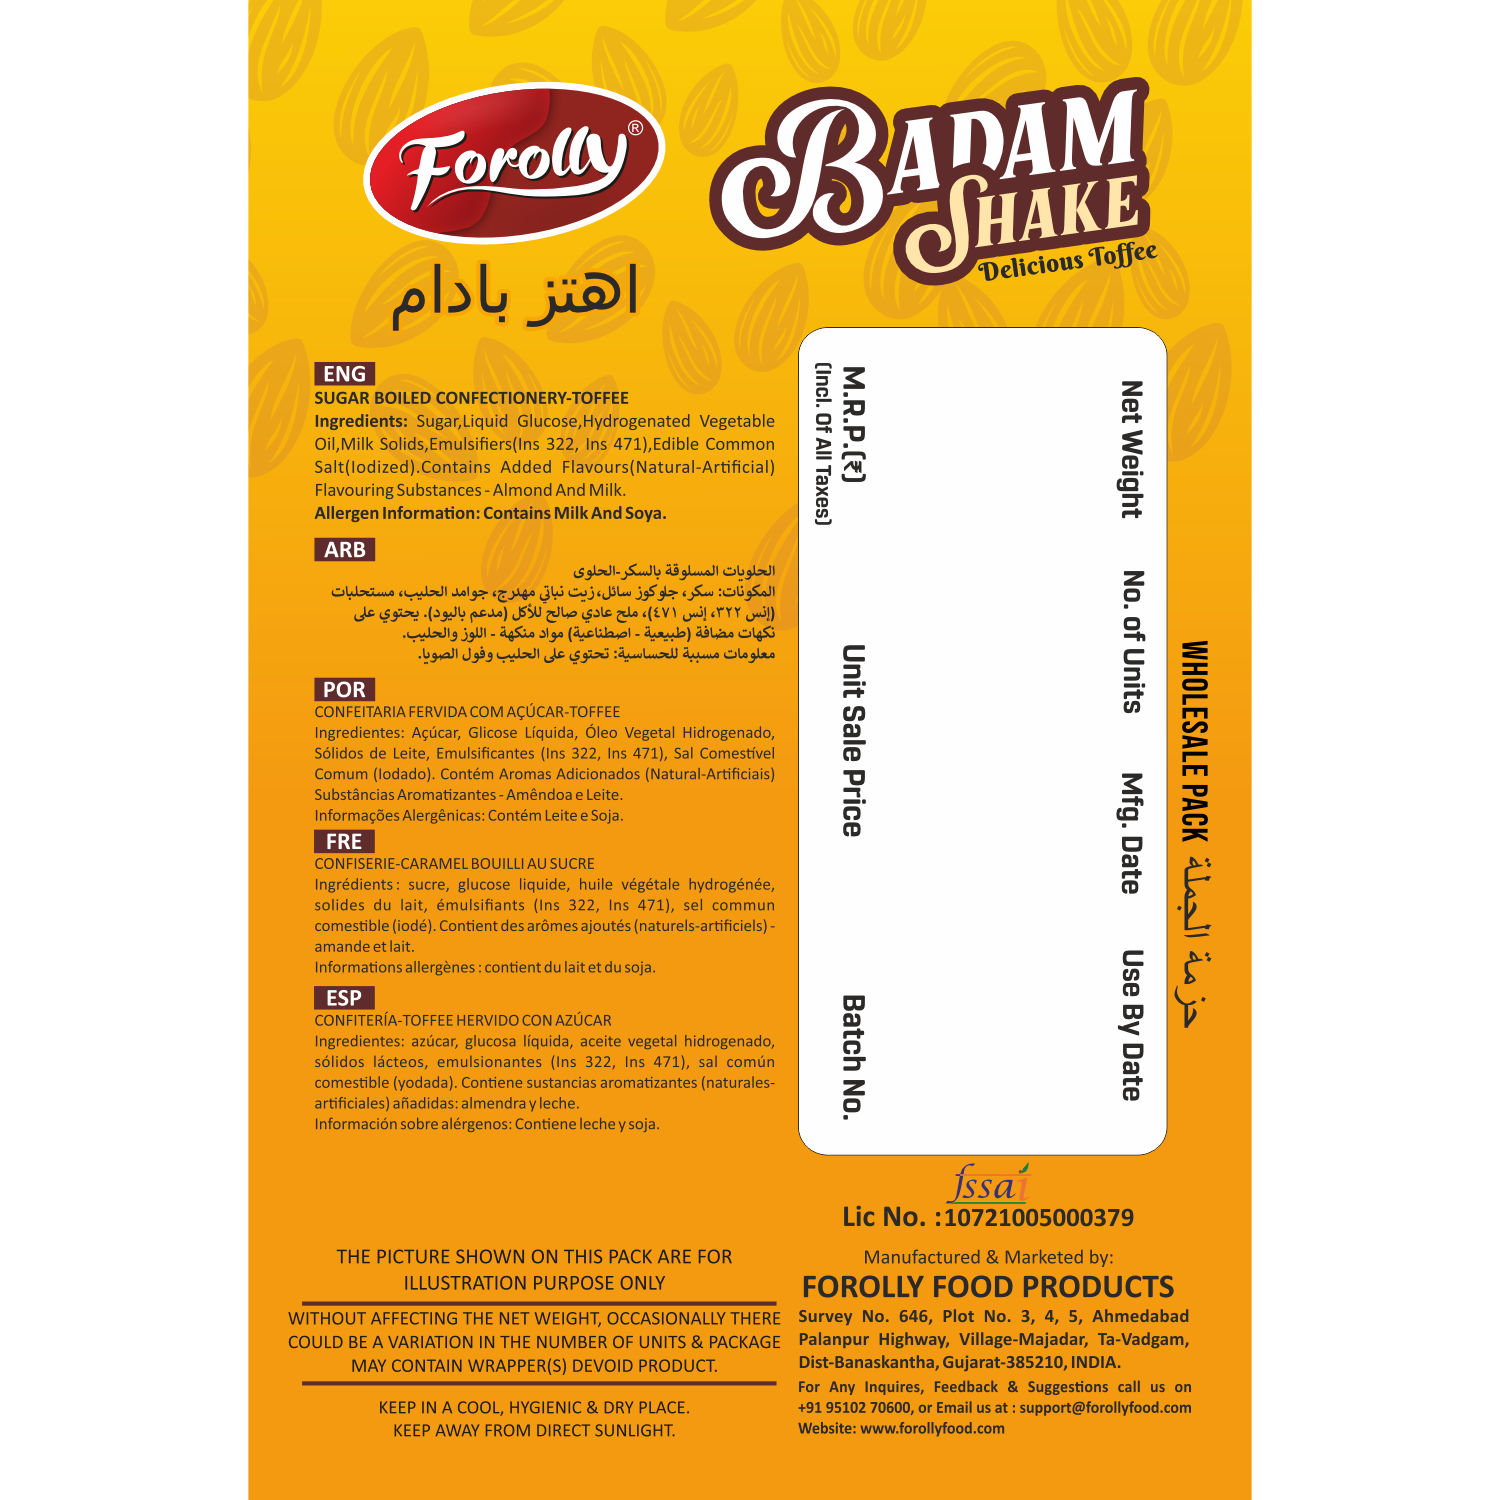 Forolly®
BADAM
SHAKE
Delicious Toffee
اهتز بادام
ENG
SUGAR BOILED CONFECTIONERY-TOFFEE
Ingredients: Sugar,Liquid Glucose,Hydrogenated Vegetable
Oil,Milk Solids,Emulsifiers(Ins 322, Ins 471),Edible Common
Salt(Iodized).Contains Added Flavours(Natural-Artificial)
Flavouring Substances - Almond And Milk.
Allergen Information: Contains Milk And Soya.
ARB
الحلويات المسلوقة بالسكر-الحلوى
المكونات: سكر، جلوكوز سائل، زيت نباتي مهدرج، جوامد الحليب، مستحلبات
(إنس ٣٢٢، إنس ٤٧١)، ملح عادي صالح للأكل (مدعم باليود). يحتوي على
نكهات مضافة (طبيعية - اصطناعية) مواد منكهة - اللوز والحليب.
معلومات مسببة للحساسية: تحتوي على الحليب وفول الصويا.
POR
CONFEITARIA FERVIDA COM AÇÚCAR-TOFFEE
Ingredientes: Açúcar, Glicose Líquida, Óleo Vegetal Hidrogenado,
Sólidos de Leite, Emulsificantes (Ins 322, Ins 471), Sal Comestível
Comum (Iodado). Contém Aromas Adicionados (Natural-Artificiais)
Substâncias Aromatizantes - Amêndoa e Leite.
Informações Alergênicas: Contém Leite e Soja.
FRE
CONFISERIE-CARAMEL BOUILLI AU SUCRE
Ingrédients : sucre, glucose liquide, huile végétale hydrogénée,
solides du lait, émulsifiants (Ins 322, Ins 471), sel commun
comestible (iodé). Contient des arômes ajoutés (naturels-artificiels) -
amande et lait.
Informations allergènes : contient du lait et du soja.
ESP
CONFITERÍA-TOFFEE HERVIDO CON AZÚCAR
Ingredientes: azúcar, glucosa líquida, aceite vegetal hidrogenado,
sólidos lácteos, emulsionantes (Ins 322, Ins 471), sal común
comestible (yodada). Contiene sustancias aromatizantes (naturales-
artificiales) añadidas: almendra y leche.
Información sobre alérgenos: Contiene leche y soja.
THE PICTURE SHOWN ON THIS PACK ARE FOR
ILLUSTRATION PURPOSE ONLY
WITHOUT AFFECTING THE NET WEIGHT, OCCASIONALLY THERE
COULD BE A VARIATION IN THE NUMBER OF UNITS & PACKAGE
MAY CONTAIN WRAPPER(S) DEVOID PRODUCT.
KEEP IN A COOL, HYGIENIC & DRY PLACE.
KEEP AWAY FROM DIRECT SUNLIGHT.
WHOLESALE PACK حزمة الجملة
Net Weight
No. of Units
Mfg. Date
Use By Date
M.R.P.(₹)
(Incl. Of All Taxes)
Unit Sale Price
Batch No.
fssai
Lic No. :10721005000379
Manufactured & Marketed by:
FOROLLY FOOD PRODUCTS
Survey No. 646, Plot No. 3, 4, 5, Ahmedabad
Palanpur Highway, Village-Majadar, Ta-Vadgam,
Dist-Banaskantha, Gujarat-385210, INDIA.
For Any Inquires, Feedback & Suggestions call us on
+91 95102 70600, or Email us at : support@forollyfood.com
Website: www.forollyfood.com